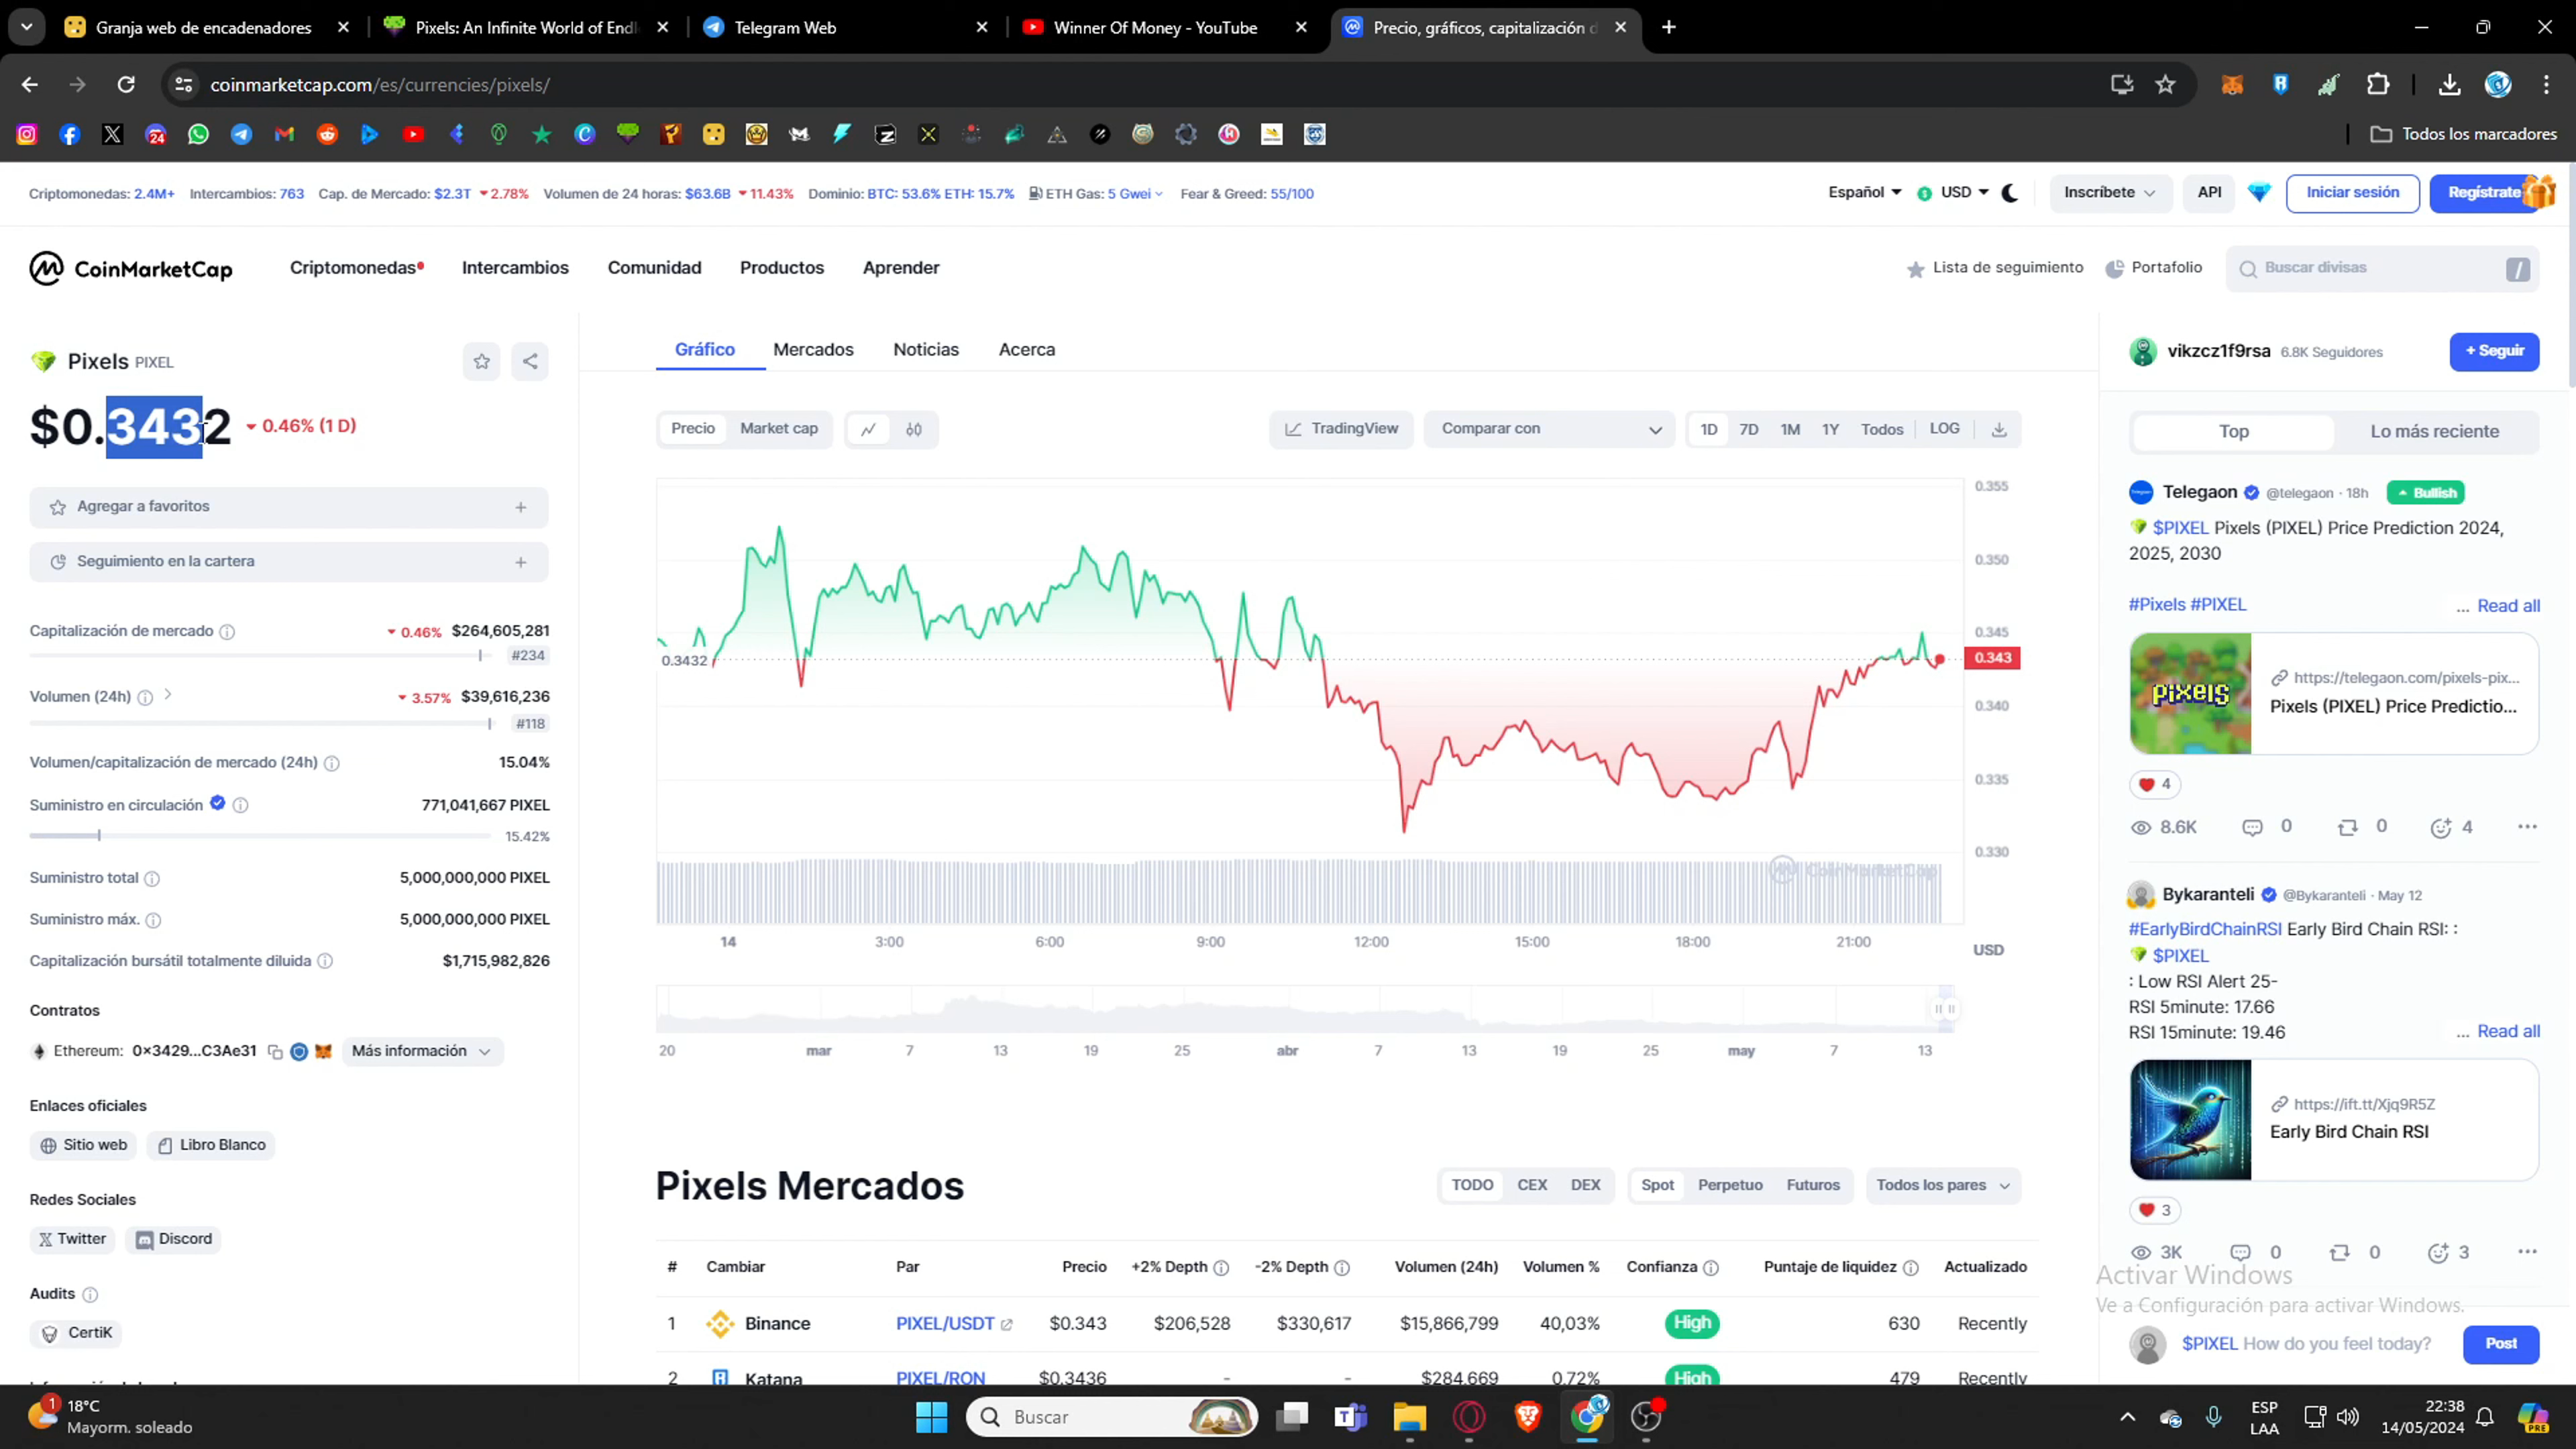 Granja web de encadenadores
Pixels: An Infinite World of Endl
Telegram Web
Winner Of Money - YouTube
Precio, gráficos, capitalización d
coinmarketcap.com/es/currencies/pixels/
24
Todos los marcadores
Criptomonedas: 2.4M+ Intercambios: 763 Cap. de Mercado: $2.3T 2.78% Volumen de 24 horas: $63.6B 11.43% Dominio: BTC: 53.6% ETH: 15.7% ETH Gas: 5 Gwei Fear & Greed: 55/100
Español USD Inscríbete API Iniciar sesión Regístrate
CoinMarketCap
Criptomonedas Intercambios Comunidad Productos Aprender
Lista de seguimiento Portafolio Buscar divisas /
Pixels PIXEL
$0.3432 0.46% (1 D)
Agregar a favoritos +
Seguimiento en la cartera +
Capitalización de mercado 0.46% $264,605,281
#234
Volumen (24h) 3.57% $39,616,236
#118
Volumen/capitalización de mercado (24h) 15.04%
Suministro en circulación 771,041,667 PIXEL
15.42%
Suministro total 5,000,000,000 PIXEL
Suministro máx. 5,000,000,000 PIXEL
Capitalización bursátil totalmente diluida $1,715,982,826
Contratos
Ethereum: 0x3429...C3Ae31 Más información
Enlaces oficiales
Sitio web Libro Blanco
Redes Sociales
Twitter Discord
Audits
CertiK
Gráfico Mercados Noticias Acerca
Precio Market cap TradingView Comparar con 1D 7D 1M 1Y Todos LOG
0.355
0.350
0.345
0.3432
0.343
0.340
0.335
0.330
CoinMarketCap
14 3:00 6:00 9:00 12:00 15:00 18:00 21:00
USD
20 mar 7 13 19 25 abr 7 13 19 25 may 7 13
Pixels Mercados
TODO CEX DEX Spot Perpetuo Futuros Todos los pares
# Cambiar Par Precio +2% Depth -2% Depth Volumen (24h) Volumen % Confianza Puntaje de liquidez Actualizado
1 Binance PIXEL/USDT $0.343 $206,528 $330,617 $15,866,799 40,03% High 630 Recently
2 Katana PIXEL/RON $0.3436 - - $284,669 0.72% High 479 Recently
vikzcz1f9rsa 6.8K Seguidores + Seguir
Top Lo más reciente
Telegaon @telegaon · 18h Bullish
$PIXEL Pixels (PIXEL) Price Prediction 2024,
2025, 2030
#Pixels #PIXEL ... Read all
PIXELS
https://telegaon.com/pixels-pix...
Pixels (PIXEL) Price Predictio...
4
8.6K 0 0 4
Bykaranteli @Bykaranteli · May 12
#EarlyBirdChainRSI Early Bird Chain RSI: :
$PIXEL
: Low RSI Alert 25-
RSI 5minute: 17.66
RSI 15minute: 19.46 ... Read all
https://ift.tt/Xjq9R5Z
Early Bird Chain RSI
3
3K 0 0 3
Activar Windows
Ve a Configuración para activar Windows.
$PIXEL How do you feel today? Post
1
18°C
Mayorm. soleado
Buscar
ESP
LAA
22:38
14/05/2024
PRE